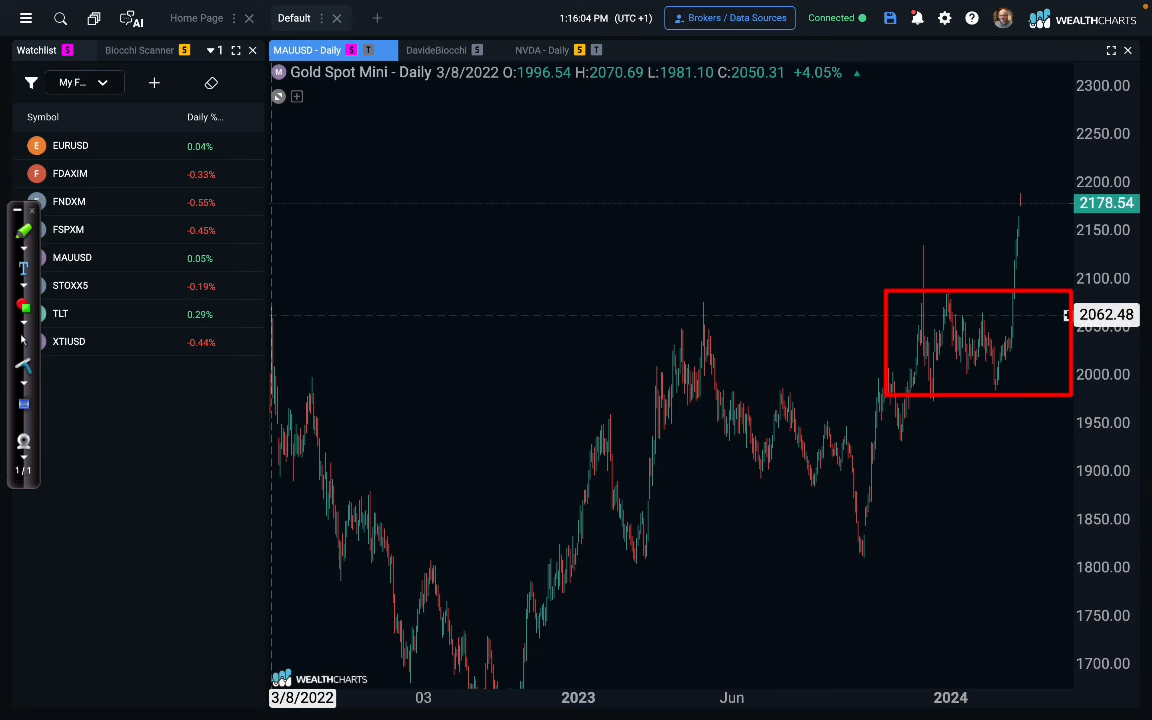 AI
Home Page
Default
1:16:04 PM (UTC +1)
Brokers / Data Sources
Connected
WEALTHCHARTS
Watchlist S
Biocchi Scanner S
1
MAUUSD - Daily S T
DavideBiocchi S
NVDA - Daily S T
My F...
M Gold Spot Mini - Daily 3/8/2022 O:1996.54 H:2070.69 L:1981.10 C:2050.31 +4.05%
Symbol Daily %...
E EURUSD 0.04%
F FDAXIM -0.33%
FNDXM -0.55%
FSPXM -0.45%
MAUUSD 0.05%
STOXX5 -0.19%
TLT 0.29%
XTIUSD -0.44%
T
1/1
2300.00
2250.00
2200.00
2178.54
2150.00
2100.00
2062.48
2050.00
2000.00
1950.00
1900.00
1850.00
1800.00
1750.00
1700.00
WEALTHCHARTS
3/8/2022 03 2023 Jun 2024